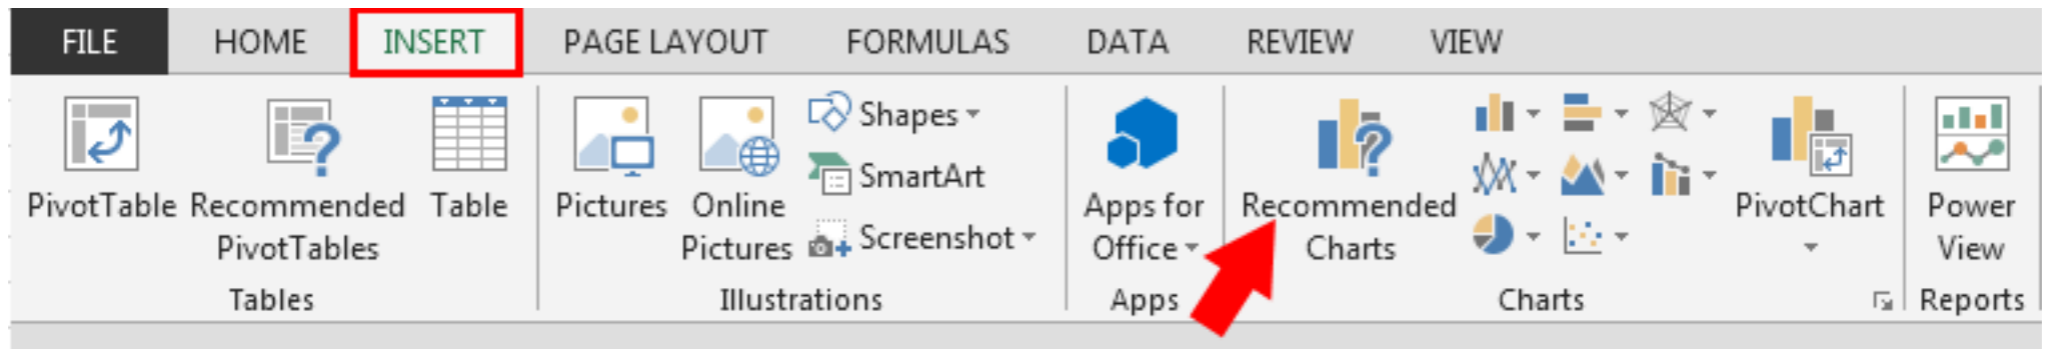 FILE HOME INSERT PAGE LAYOUT FORMULAS DATA REVIEW VIEW
PivotTable
Recommended
PivotTables
Table
Tables
Pictures
Online
Pictures
Shapes
SmartArt
Screenshot
Illustrations
Apps for
Office
Apps
Recommended
Charts
PivotChart
Charts
Power
View
Reports